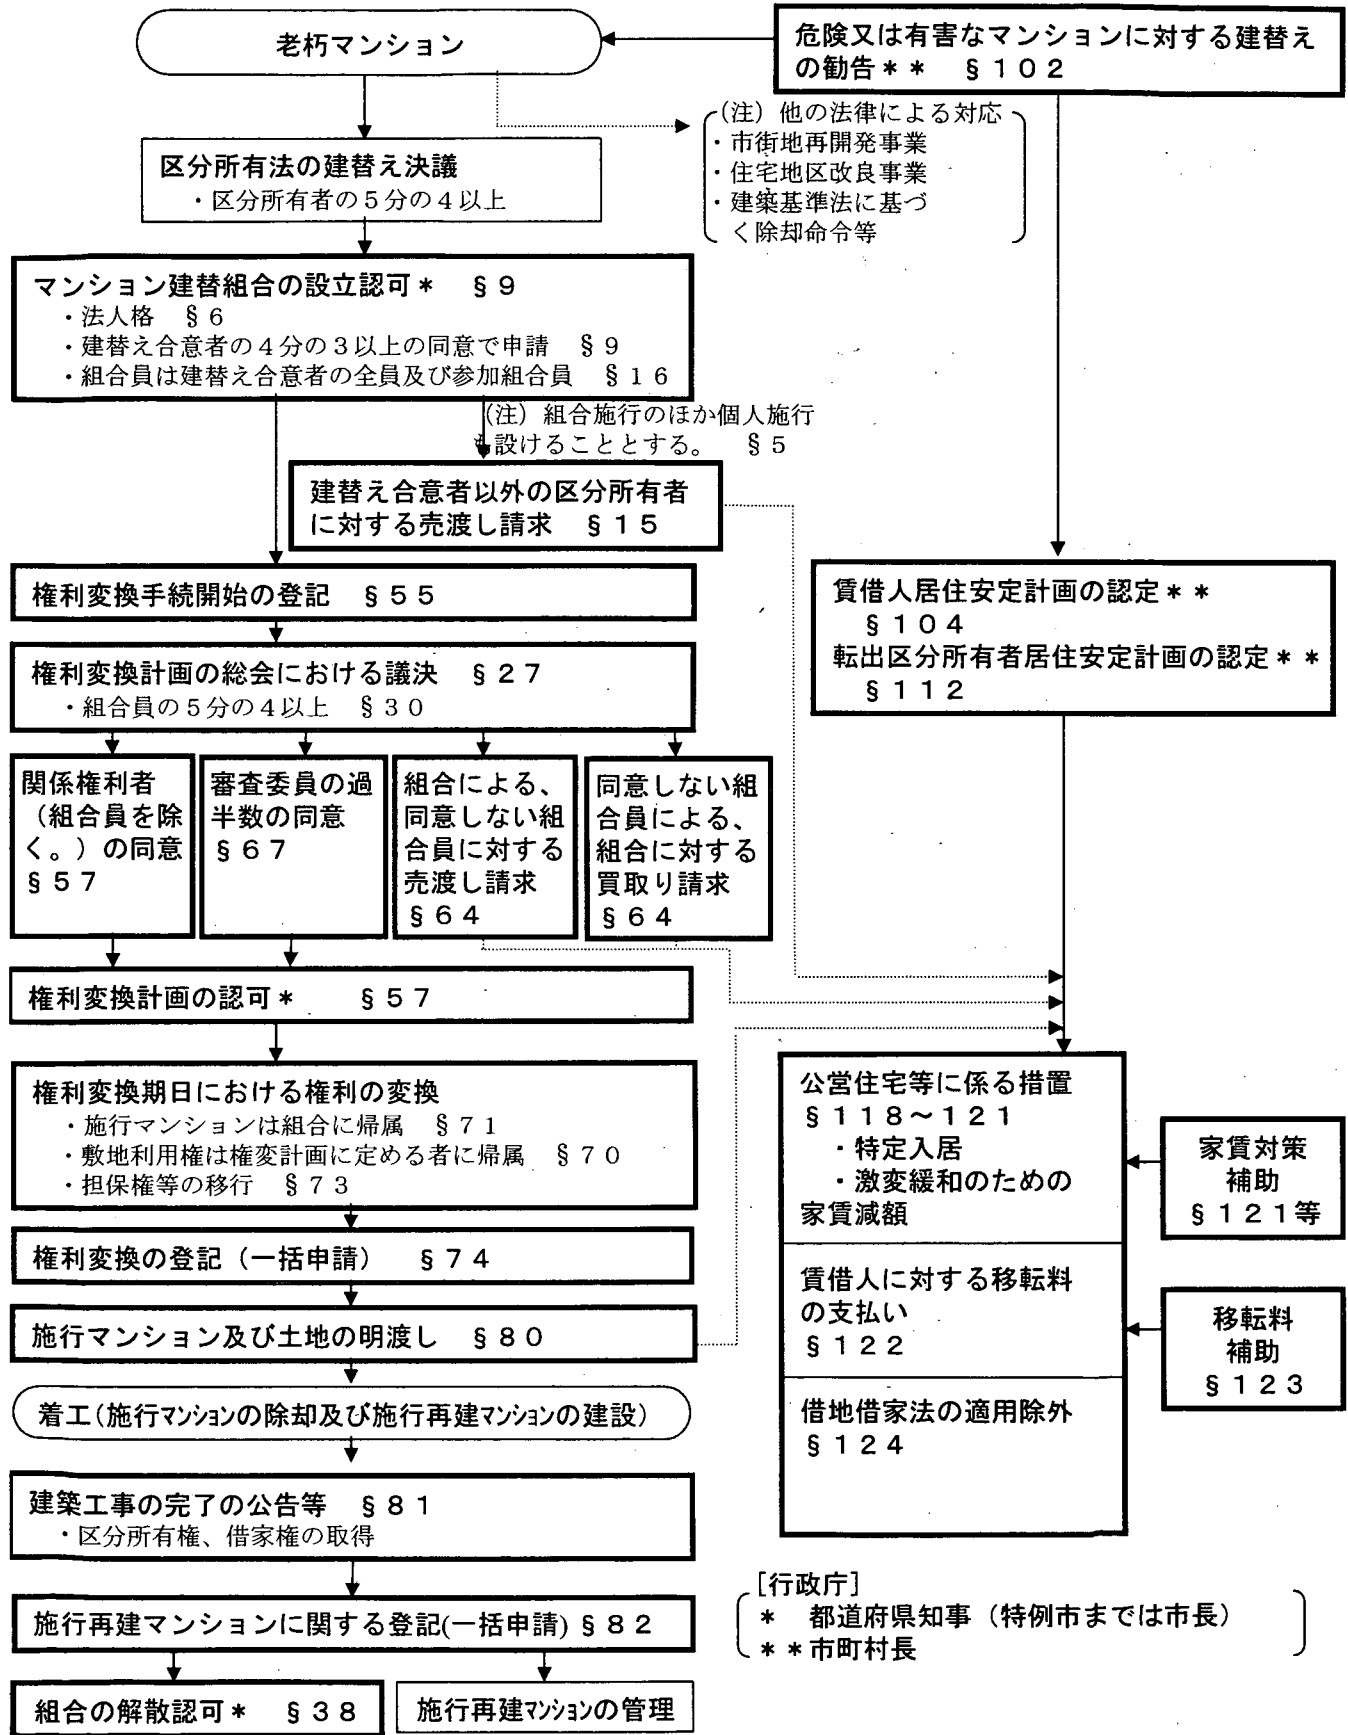 老朽マンション
危険又は有害なマンションに対する建替え
の勧告＊＊　§１０２
（注）他の法律による対応
・市街地再開発事業
・住宅地区改良事業
・建築基準法に基づ
く除却命令等
区分所有法の建替え決議
・区分所有者の５分の４以上
マンション建替組合の設立認可＊　§９
・法人格　§６
・建替え合意者の４分の３以上の同意で申請　§９
・組合員は建替え合意者の全員及び参加組合員　§１６
（注）組合施行のほか個人施行
も設けることとする。　§５
建替え合意者以外の区分所有者
に対する売渡し請求　§１５
権利変換手続開始の登記　§５５
賃借人居住安定計画の認定＊＊
§１０４
転出区分所有者居住安定計画の認定＊＊
§１１２
権利変換計画の総会における議決　§２７
・組合員の５分の４以上　§３０
関係権利者
（組合員を除
く。）の同意
§５７
審査委員の過
半数の同意
§６７
組合による、
同意しない組
合員に対する
売渡し請求
§６４
同意しない組
合員による、
組合に対する
買取り請求
§６４
権利変換計画の認可＊　§５７
権利変換期日における権利の変換
・施行マンションは組合に帰属　§７１
・敷地利用権は権変計画に定める者に帰属　§７０
・担保権等の移行　§７３
権利変換の登記（一括申請）　§７４
施行マンション及び土地の明渡し　§８０
着工（施行ﾏﾝｼｮﾝの除却及び施行再建ﾏﾝｼｮﾝの建設）
建築工事の完了の公告等　§８１
・区分所有権、借家権の取得
施行再建マンションに関する登記(一括申請)§８２
組合の解散認可＊　§３８
施行再建ﾏﾝｼｮﾝの管理
公営住宅等に係る措置
§１１８～１２１
・特定入居
・激変緩和のための
家賃減額
賃借人に対する移転料
の支払い
§１２２
借地借家法の適用除外
§１２４
家賃対策
補助
§１２１等
移転料
補助
§１２３
［行政庁］
＊　都道府県知事（特例市までは市長）
＊＊市町村長